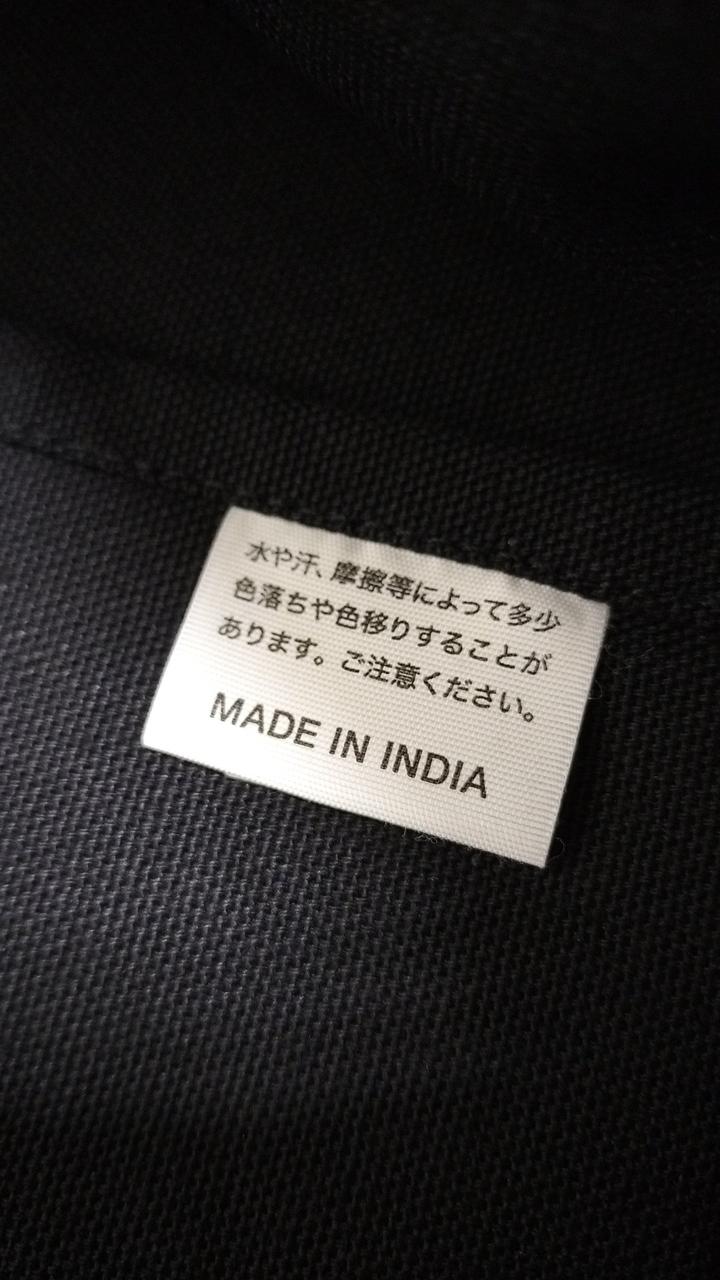 水や汗、摩擦等によって多少
色落ちや色移りすることが
あります。ご注意ください。
MADE IN INDIA